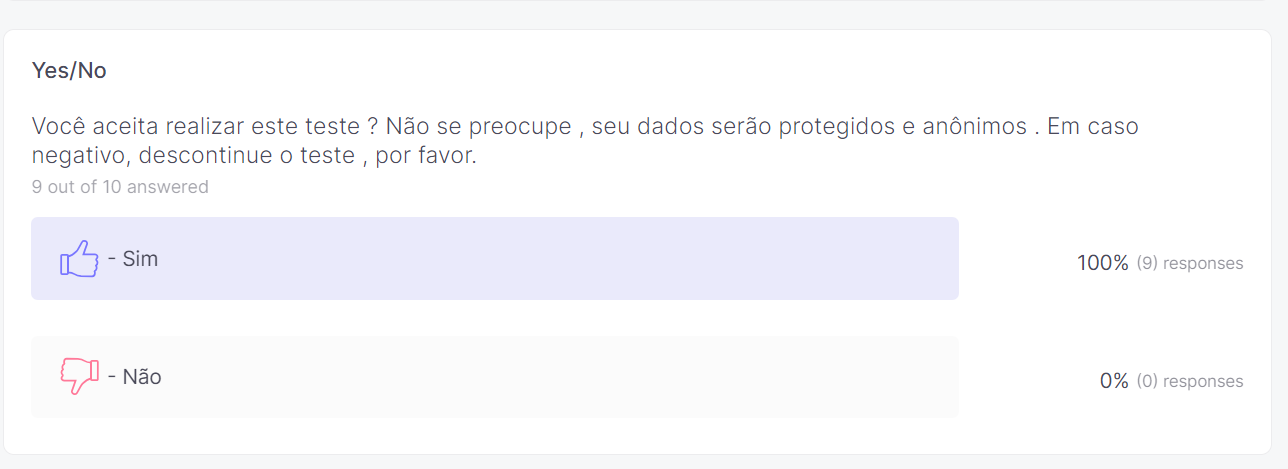 Yes/No
Você aceita realizar este teste ? Não se preocupe , seu dados serão protegidos e anônimos . Em caso
negativo, descontinue o teste , por favor.
9 out of 10 answered
- Sim
100% (9) responses
- Não
0% (0) responses